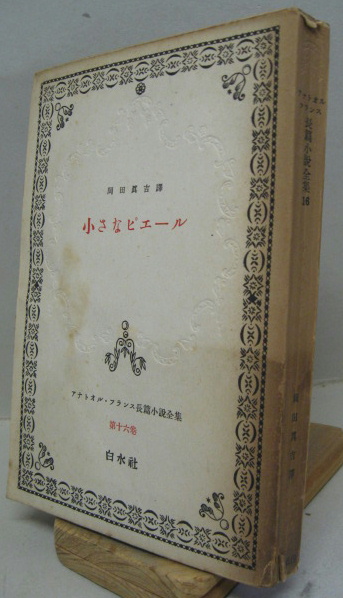 岡田眞吉譯
小さなピエール
アナトオル・フランス長篇小説全集
第十六卷
白水社
アナトオル
フランス
長篇小説全集 16
岡田眞吉譯